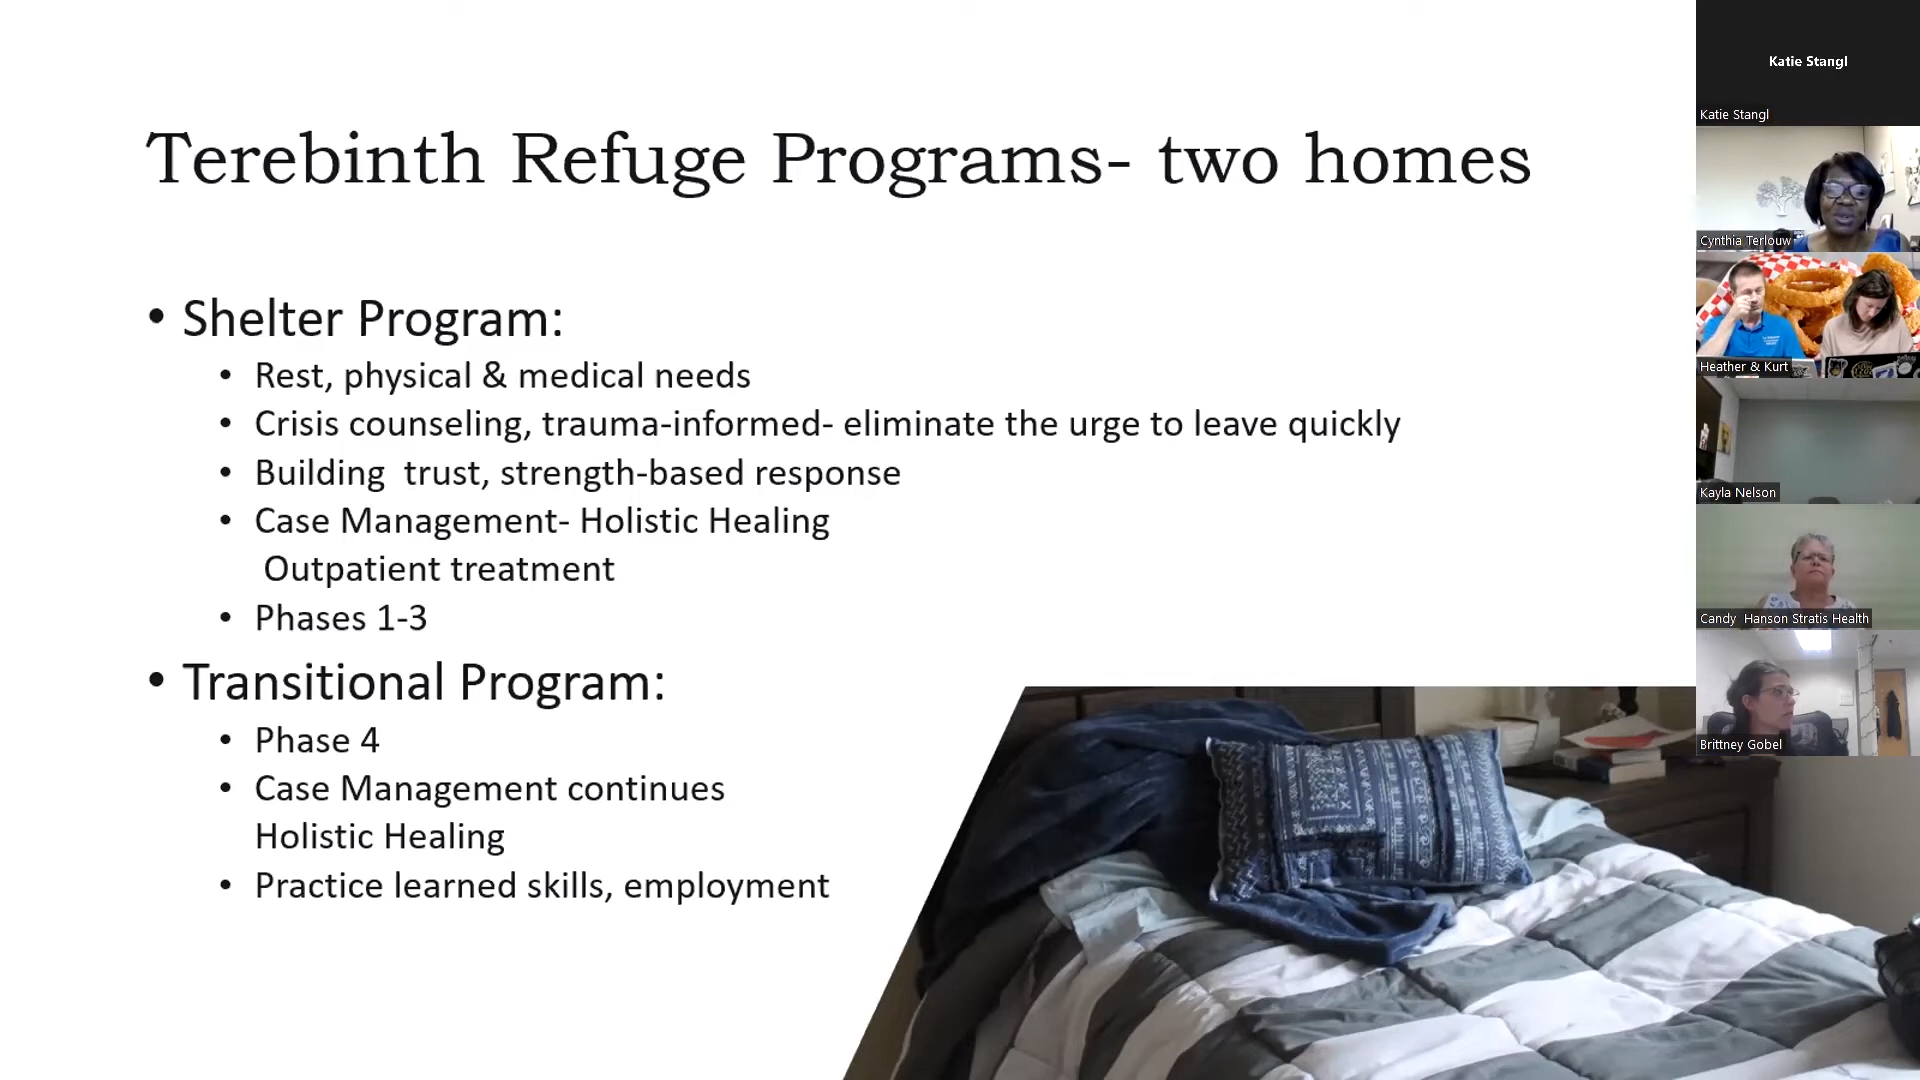 Terebinth Refuge Programs- two homes
• Shelter Program:
• Rest, physical & medical needs
• Crisis counseling, trauma-informed- eliminate the urge to leave quickly
• Building  trust, strength-based response
• Case Management- Holistic Healing
Outpatient treatment
• Phases 1-3
• Transitional Program:
• Phase 4
• Case Management continues
Holistic Healing
• Practice learned skills, employment
Katie Stangl
Katie Stangl
Cynthia Terlouw
Heather & Kurt
Kayla Nelson
Candy  Hanson Stratis Health
Brittney Gobel